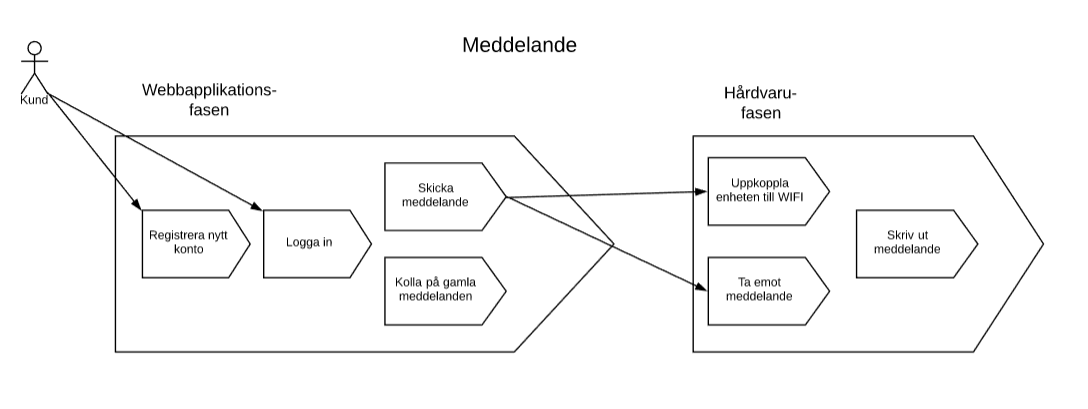 Meddelande
Kund
Webbapplikations-
fasen
Hårdvaru-
fasen
Registrera nytt
konto
Logga in
Skicka
meddelande
Kolla på gamla
meddelanden
Uppkoppla
enheten till WIFI
Ta emot
meddelande
Skriv ut
meddelande